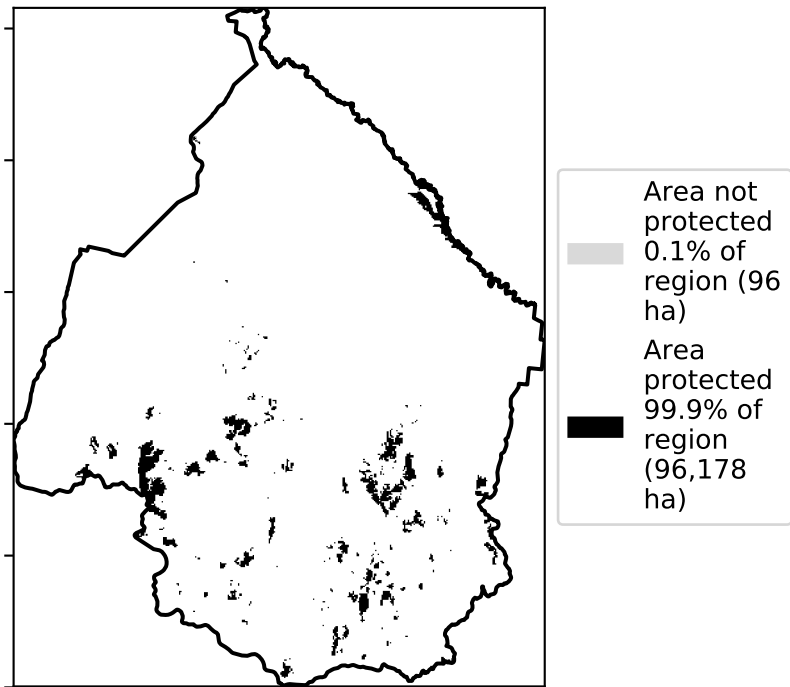 Area not
protected
0.1% of
region (96
ha)
Area
protected
99.9% of
region
(96,178
ha)